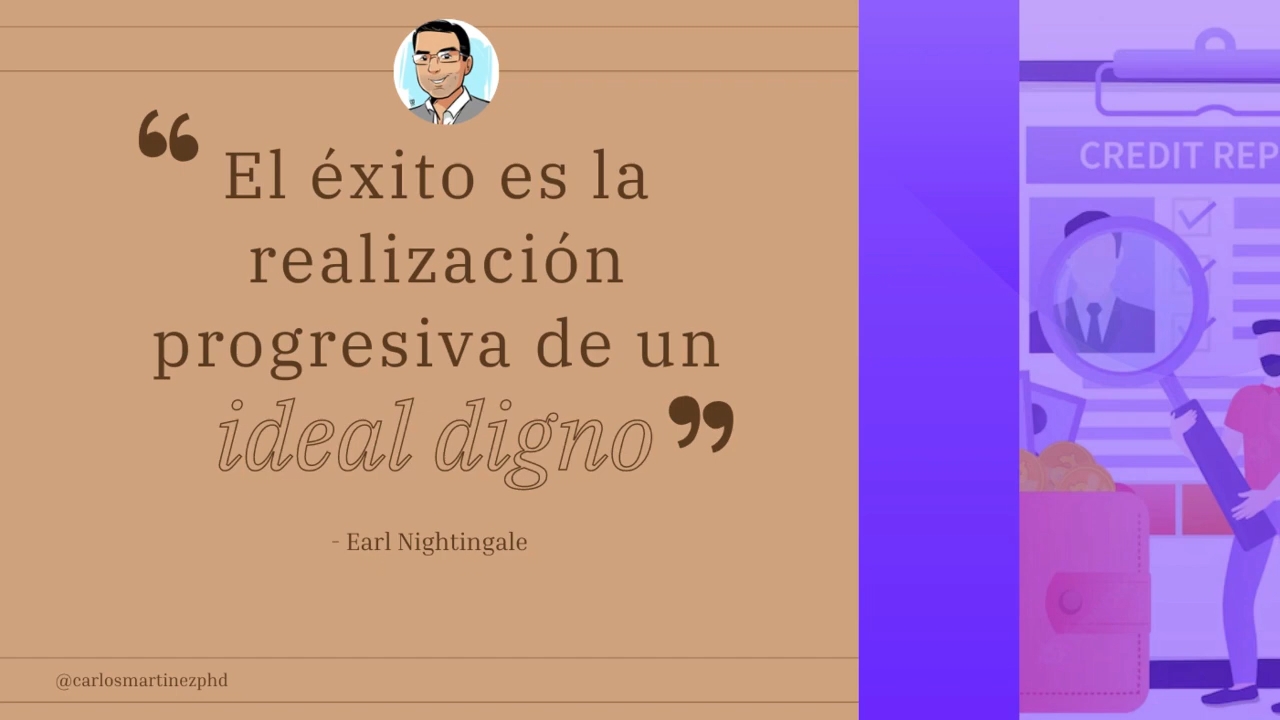 “ El éxito es la
realización
progresiva de un
ideal digno ”
- Earl Nightingale
@carlosmartinezphd
CREDIT REP